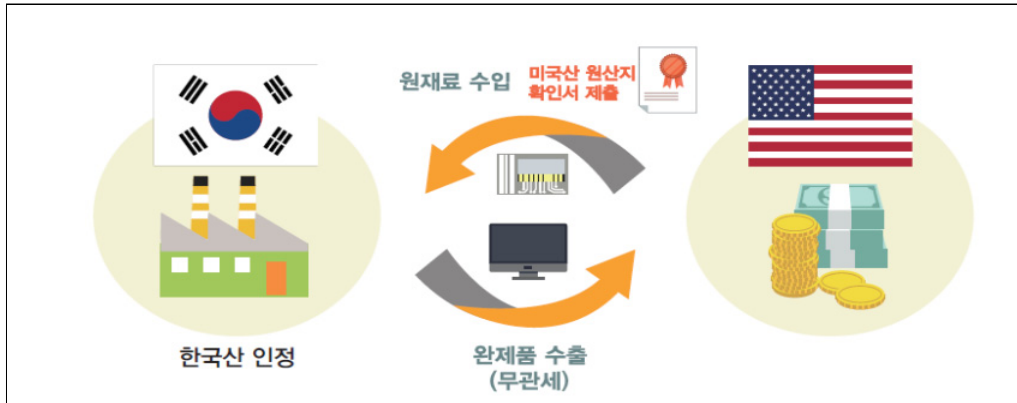 원재료 수입
미국산 원산지
확인서 제출
한국산 인정
완제품 수출
(무관세)